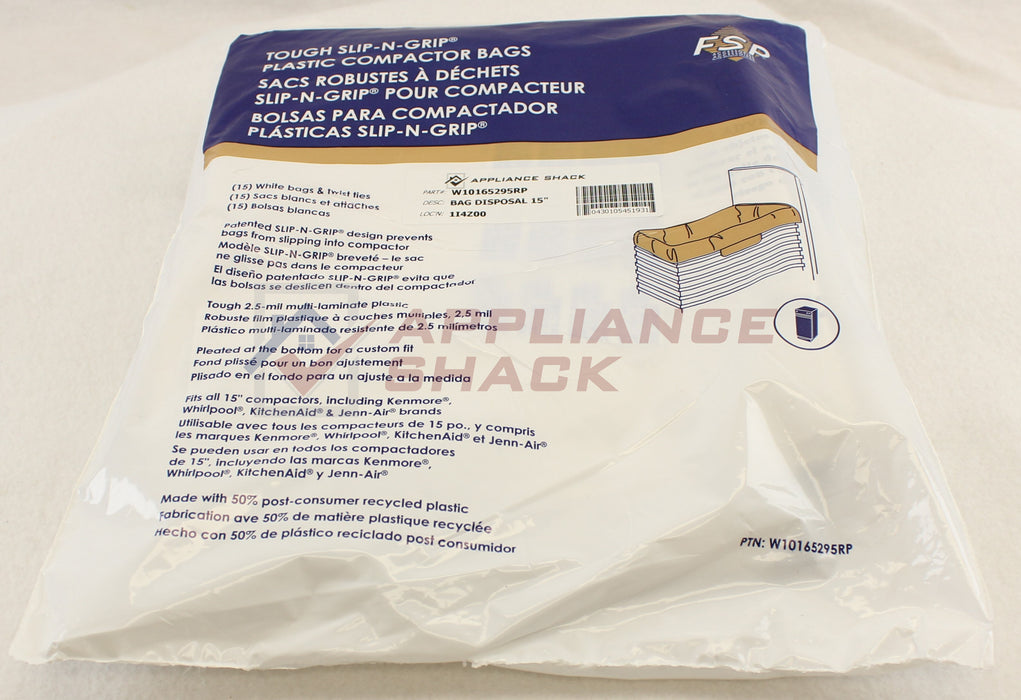 TOUGH SLIP-N-GRIP®
PLASTIC COMPACTOR BAGS
SACS ROBUSTES À DÉCHETS
SLIP-N-GRIP® POUR COMPACTEUR
BOLSAS PARA COMPACTADOR
PLÁSTICAS SLIP-N-GRIP®
FSP
APPLIANCE SHACK
PART#: W10165295RP
DESC: BAG DISPOSAL 15"
LOCN: 1I4Z00
0430105451931
(15) White bags & Twist ties
(15) Sacs blancs et attaches
(15) Bolsas blancas
Patented SLIP-N-GRIP® design prevents
bags from slipping into compactor
Modèle SLIP-N-GRIP® breveté – le sac
ne glisse pas dans le compacteur
El diseño patentado SLIP-N-GRIP® evita que
las bolsas se deslicen dentro del compactador
Tough 2.5-mil multi-laminate plastic
Robuste film plastique à couches multiples, 2.5 mil
Plástico multi-laminado resistente de 2.5 milímetros
APPLIANCE
SHACK
Pleated at the bottom for a custom fit
Fond plissé pour un bon ajustement
Plisado en el fondo para un ajuste a la medida
Fits all 15" compactors, including Kenmore®,
Whirlpool®, KitchenAid® & Jenn-Air® brands
Utilisable avec tous les compacteurs de 15 po., y compris
les marques Kenmore®, Whirlpool®, KitchenAid® et Jenn-Air®
Se pueden usar en todos los compactadores
de 15", incluyendo las marcas Kenmore®,
Whirlpool®, KitchenAid® y Jenn-Air®
Made with 50% post-consumer recycled plastic
Fabrication ave 50% de matière plastique recyclée
Hecho con 50% de plástico reciclado post consumidor
PTN: W10165295RP